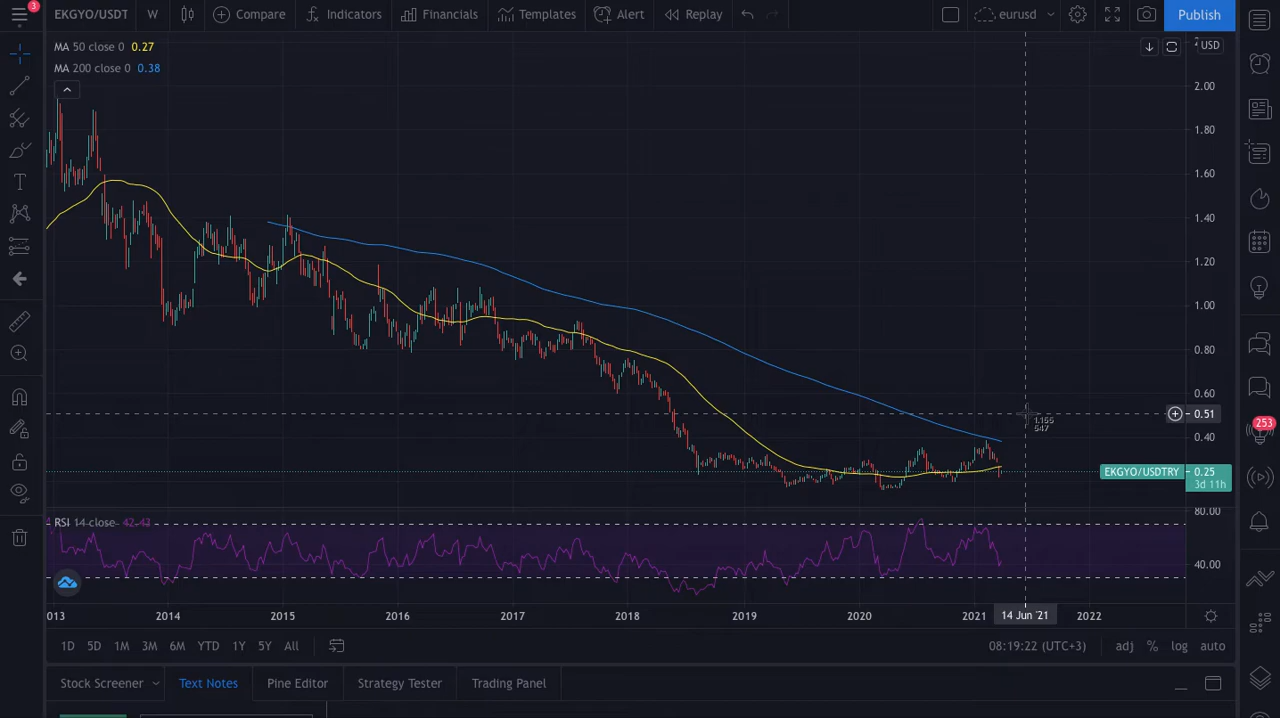 3
EKGYO/USDT W Compare Indicators Financials Templates Alert Replay eurusd Publish
MA 50 close 0 0.27
MA 200 close 0 0.38
USD
2.00
1.80
1.60
1.40
1.20
1.00
0.80
0.60
0.51
0.40
1.155
547
EKGYO/USDTRY 0.25
3d 11h
253
RSI 14 close 42.43
80.00
40.00
013 2014 2015 2016 2017 2018 2019 2020 2021 14 Jun '21 2022
1D 5D 1M 3M 6M YTD 1Y 5Y All 08:19:22 (UTC+3) adj % log auto
Stock Screener Text Notes Pine Editor Strategy Tester Trading Panel